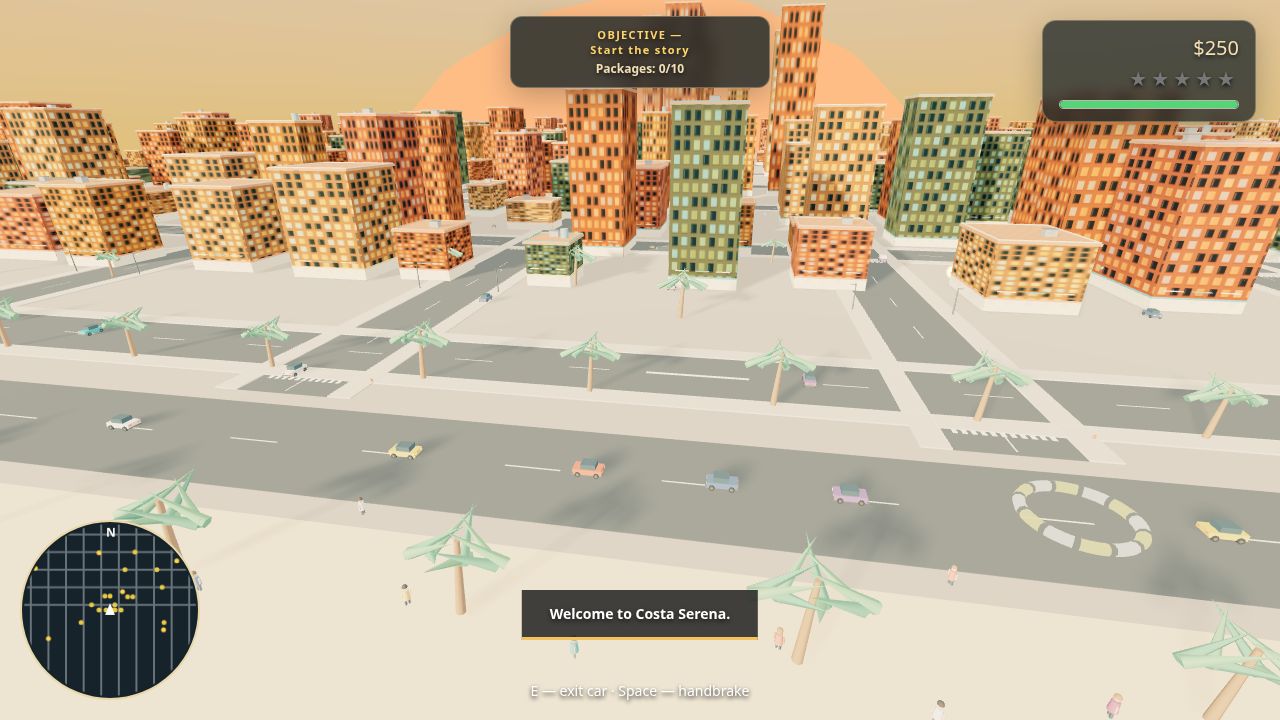 OBJECTIVE —
Start the story
Packages: 0/10
$250
N
Welcome to Costa Serena.
E — exit car · Space — handbrake